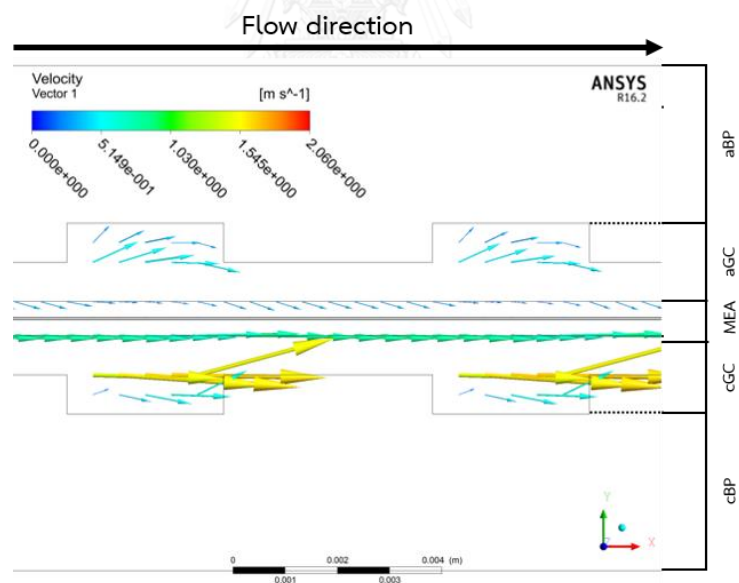 Flow direction
Velocity
Vector 1
[m s^-1]
ANSYS
R16.2
0.000e+000
5.149e-001
1.030e+000
1.545e+000
2.060e+000
aBP
aGC
MEA
cGC
cBP
Y
Z
X
0
0.002
0.004 (m)
0.001
0.003